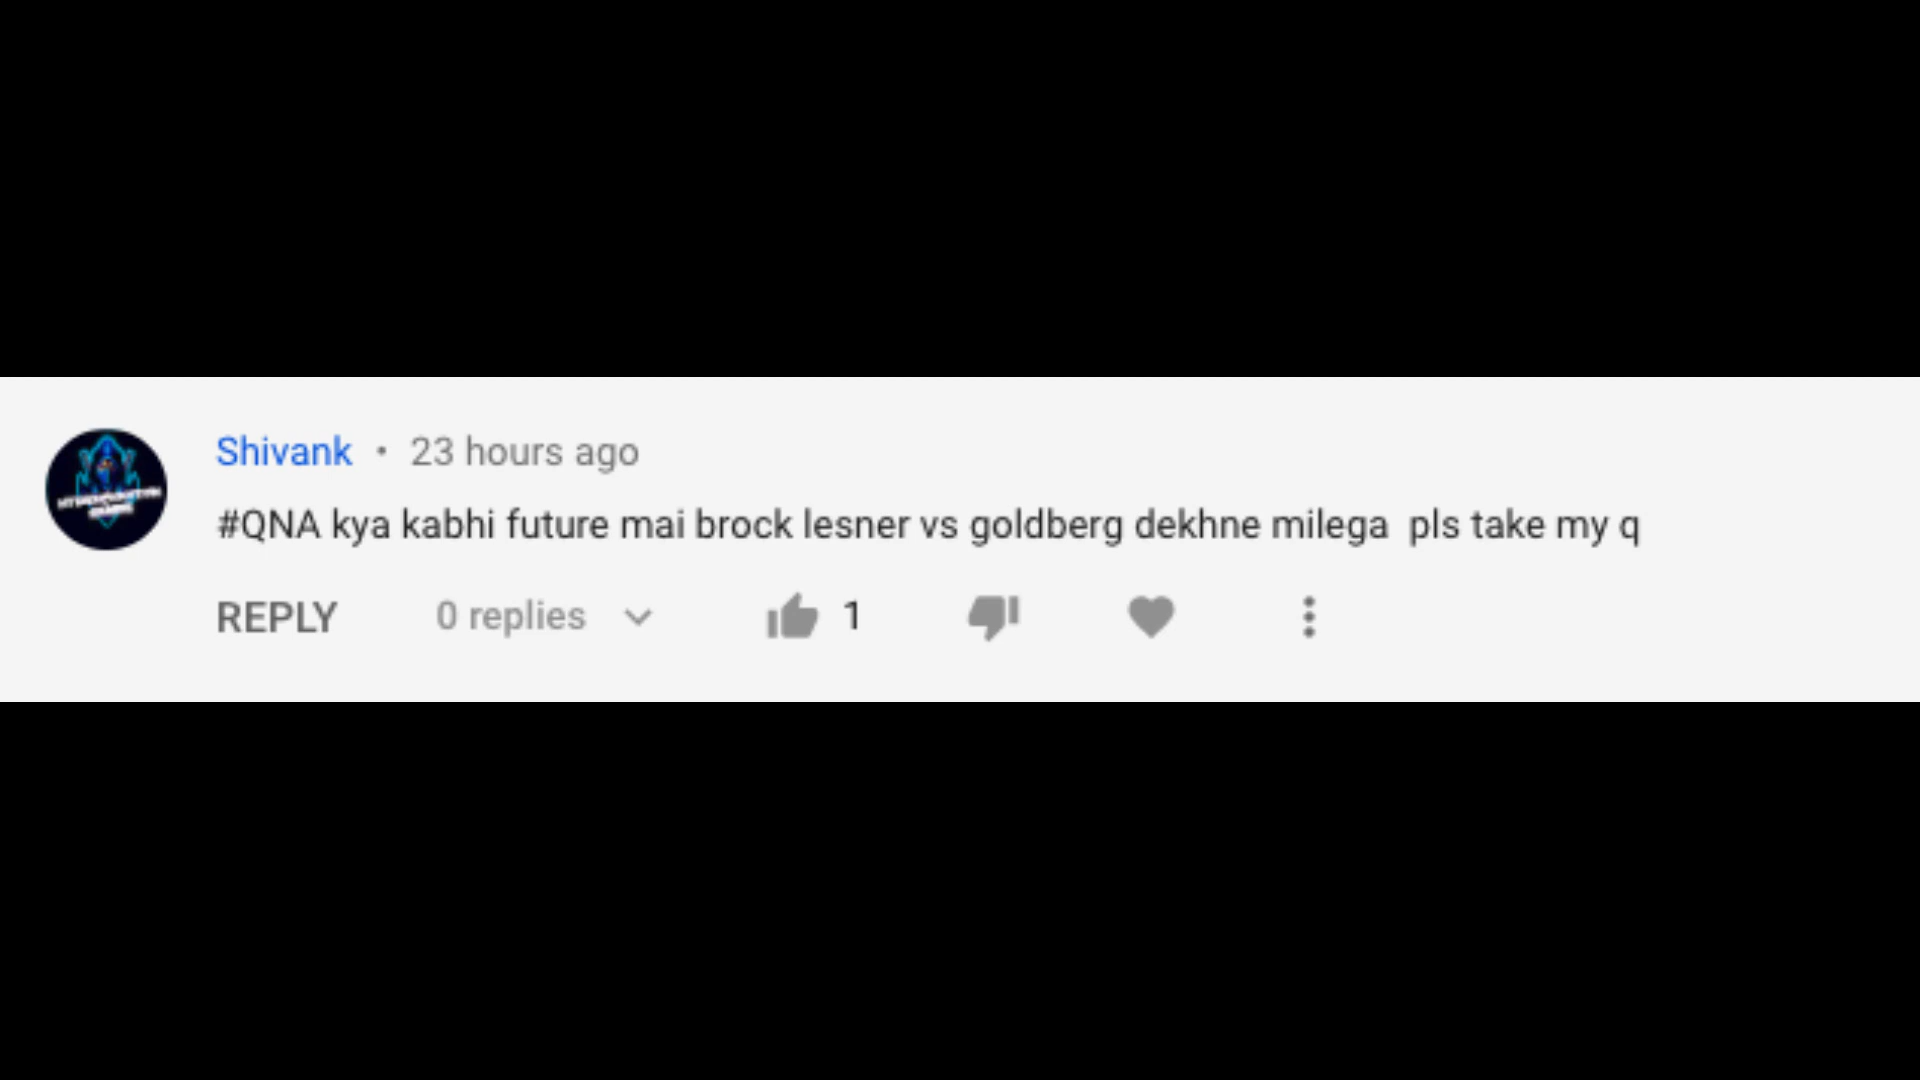 Shivank • 23 hours ago
#QNA kya kabhi future mai brock lesner vs goldberg dekhne milega  pls take my q
REPLY 0 replies 1